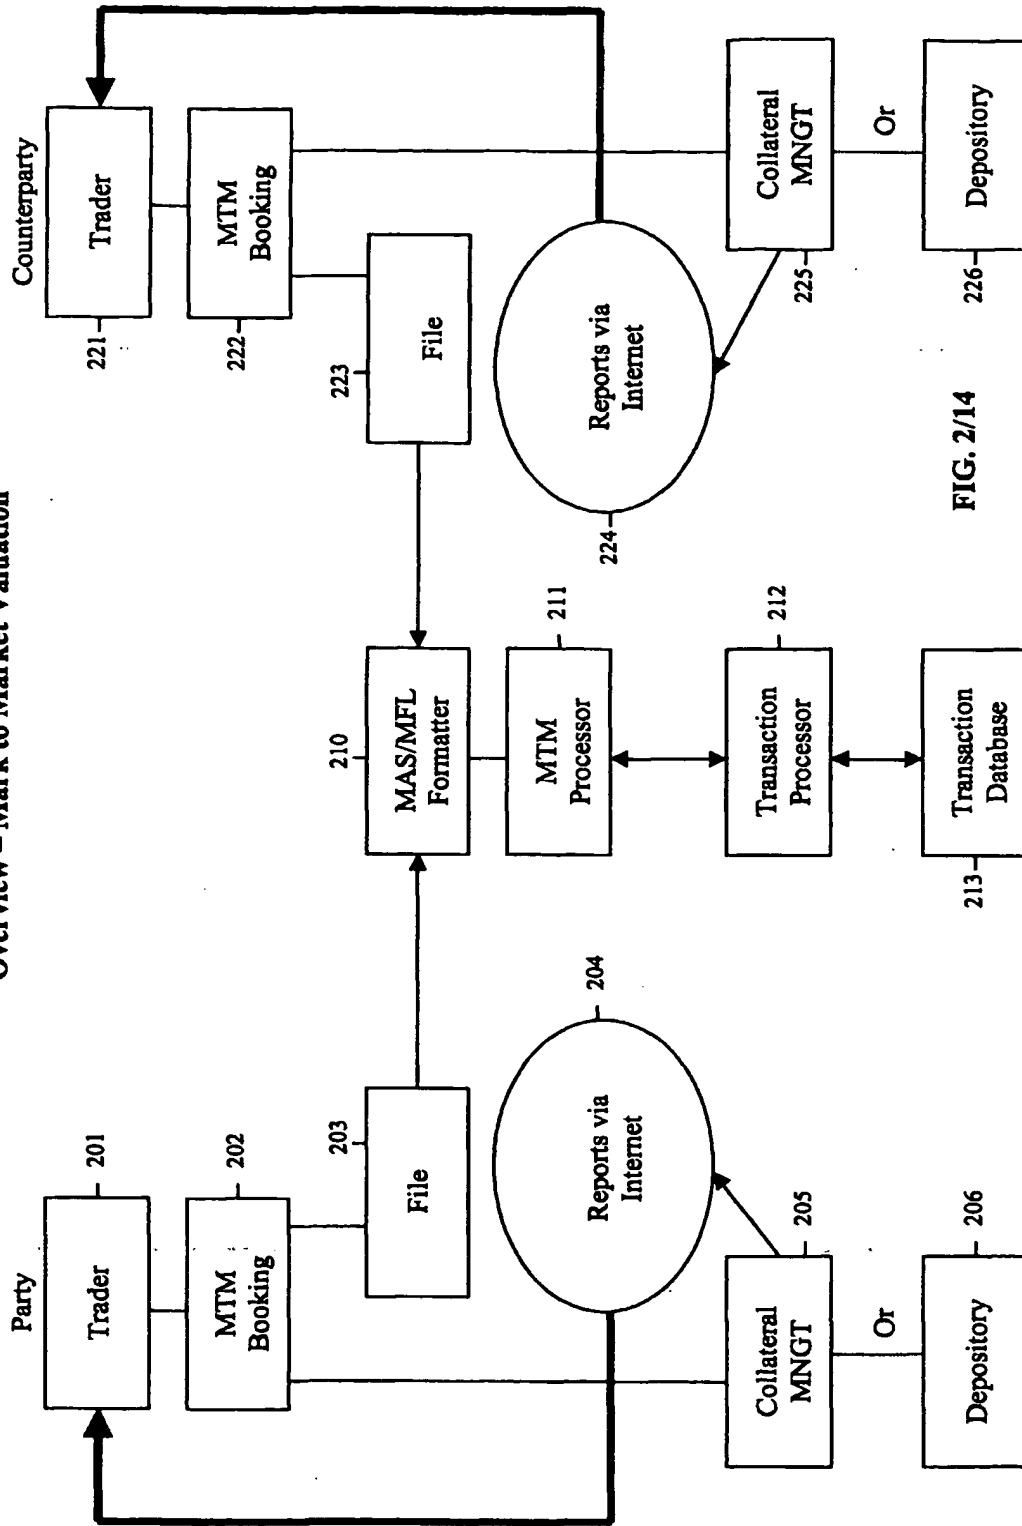 Overview – Mark to Market Valuation
Party
Trader
201
MTM
Booking
202
File
203
Reports via
Internet
204
Collateral
MNGT
205
Or
Depository
206
MAS/MFL
Formatter
210
MTM
Processor
211
Transaction
Processor
212
Transaction
Database
213
Counterparty
Trader
221
MTM
Booking
222
File
223
Reports via
Internet
224
Collateral
MNGT
225
Or
Depository
226
FIG. 2/14